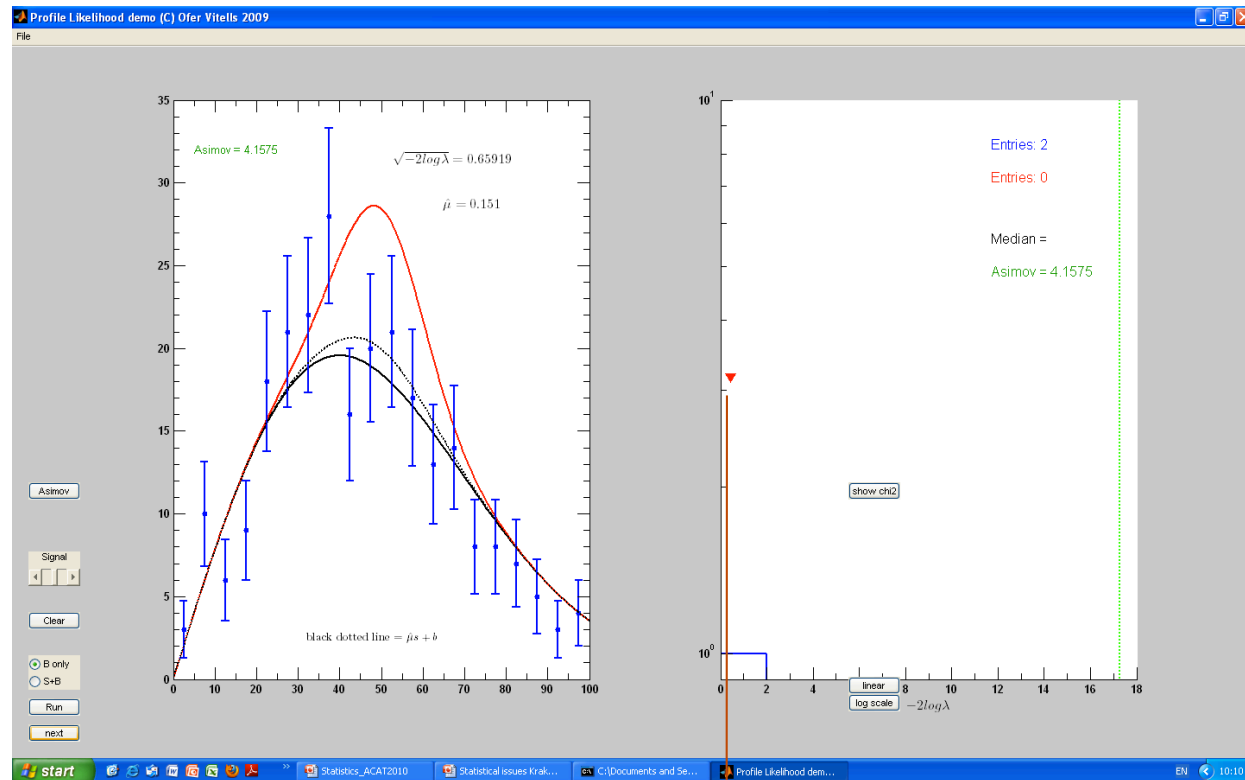 Profile Likelihood demo (C) Ofer Vitells 2009
File
Asimov = 4.1575
√−2logλ = 0.65919
μ̂ = 0.151
35
30
25
20
15
10
5
0
0 10 20 30 40 50 60 70 80 90 100
black dotted line = μ̂s + b
Entries: 2
Entries: 0
Median =
Asimov = 4.1575
10¹
10⁰
0 2 4 6 8 10 12 14 16 18
−2logλ
show chi2
linear
log scale
Asimov
Signal
Clear
B only
S+B
Run
next
start
Statistics_ACAT2010
Statistical issues Krak...
C:\Documents and Se...
Profile Likelihood dem...
EN
10:10